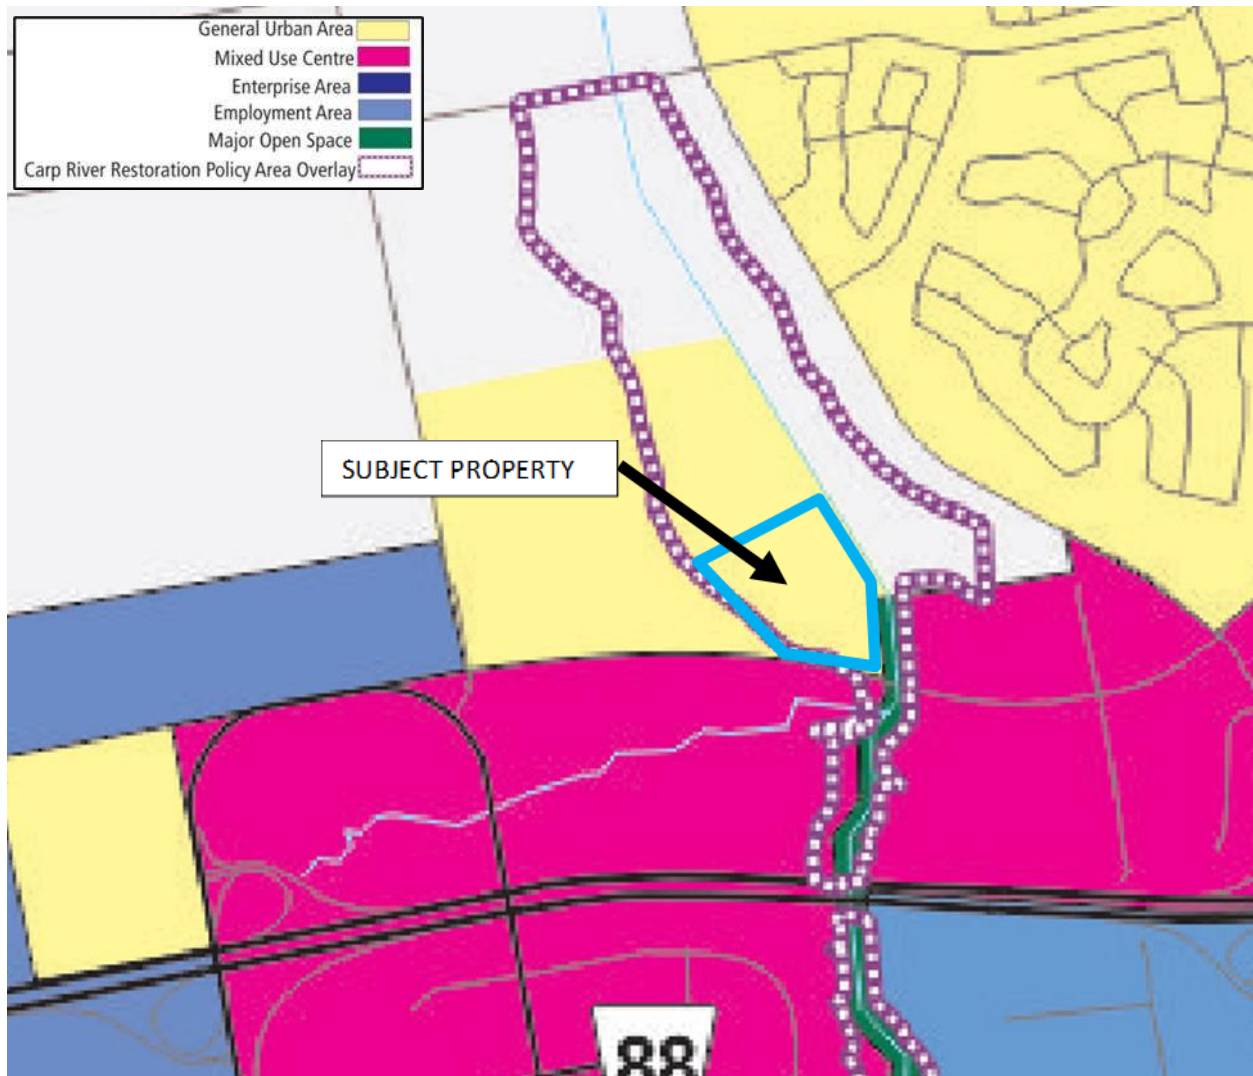 General Urban Area
Mixed Use Centre
Enterprise Area
Employment Area
Major Open Space
Carp River Restoration Policy Area Overlay
SUBJECT PROPERTY
88